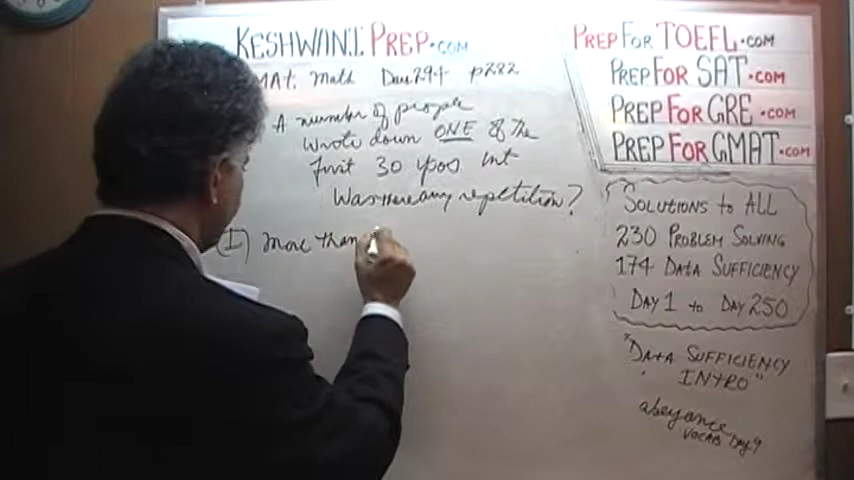 KESHWANI PREP.COM
MAT. Math Day 294 p282
A number of people
wrote down ONE of the
first 30 pos int
Was there any repetition?
(I) More than
PREP FOR TOEFL.COM
PREP FOR SAT.COM
PREP FOR GRE.COM
PREP FOR GMAT.COM
SOLUTIONS TO ALL
230 PROBLEM SOLVING
174 DATA SUFFICIENCY
DAY 1 TO DAY 250
"DATA SUFFICIENCY
INTRO"
abeyance
VOCAB Day 9